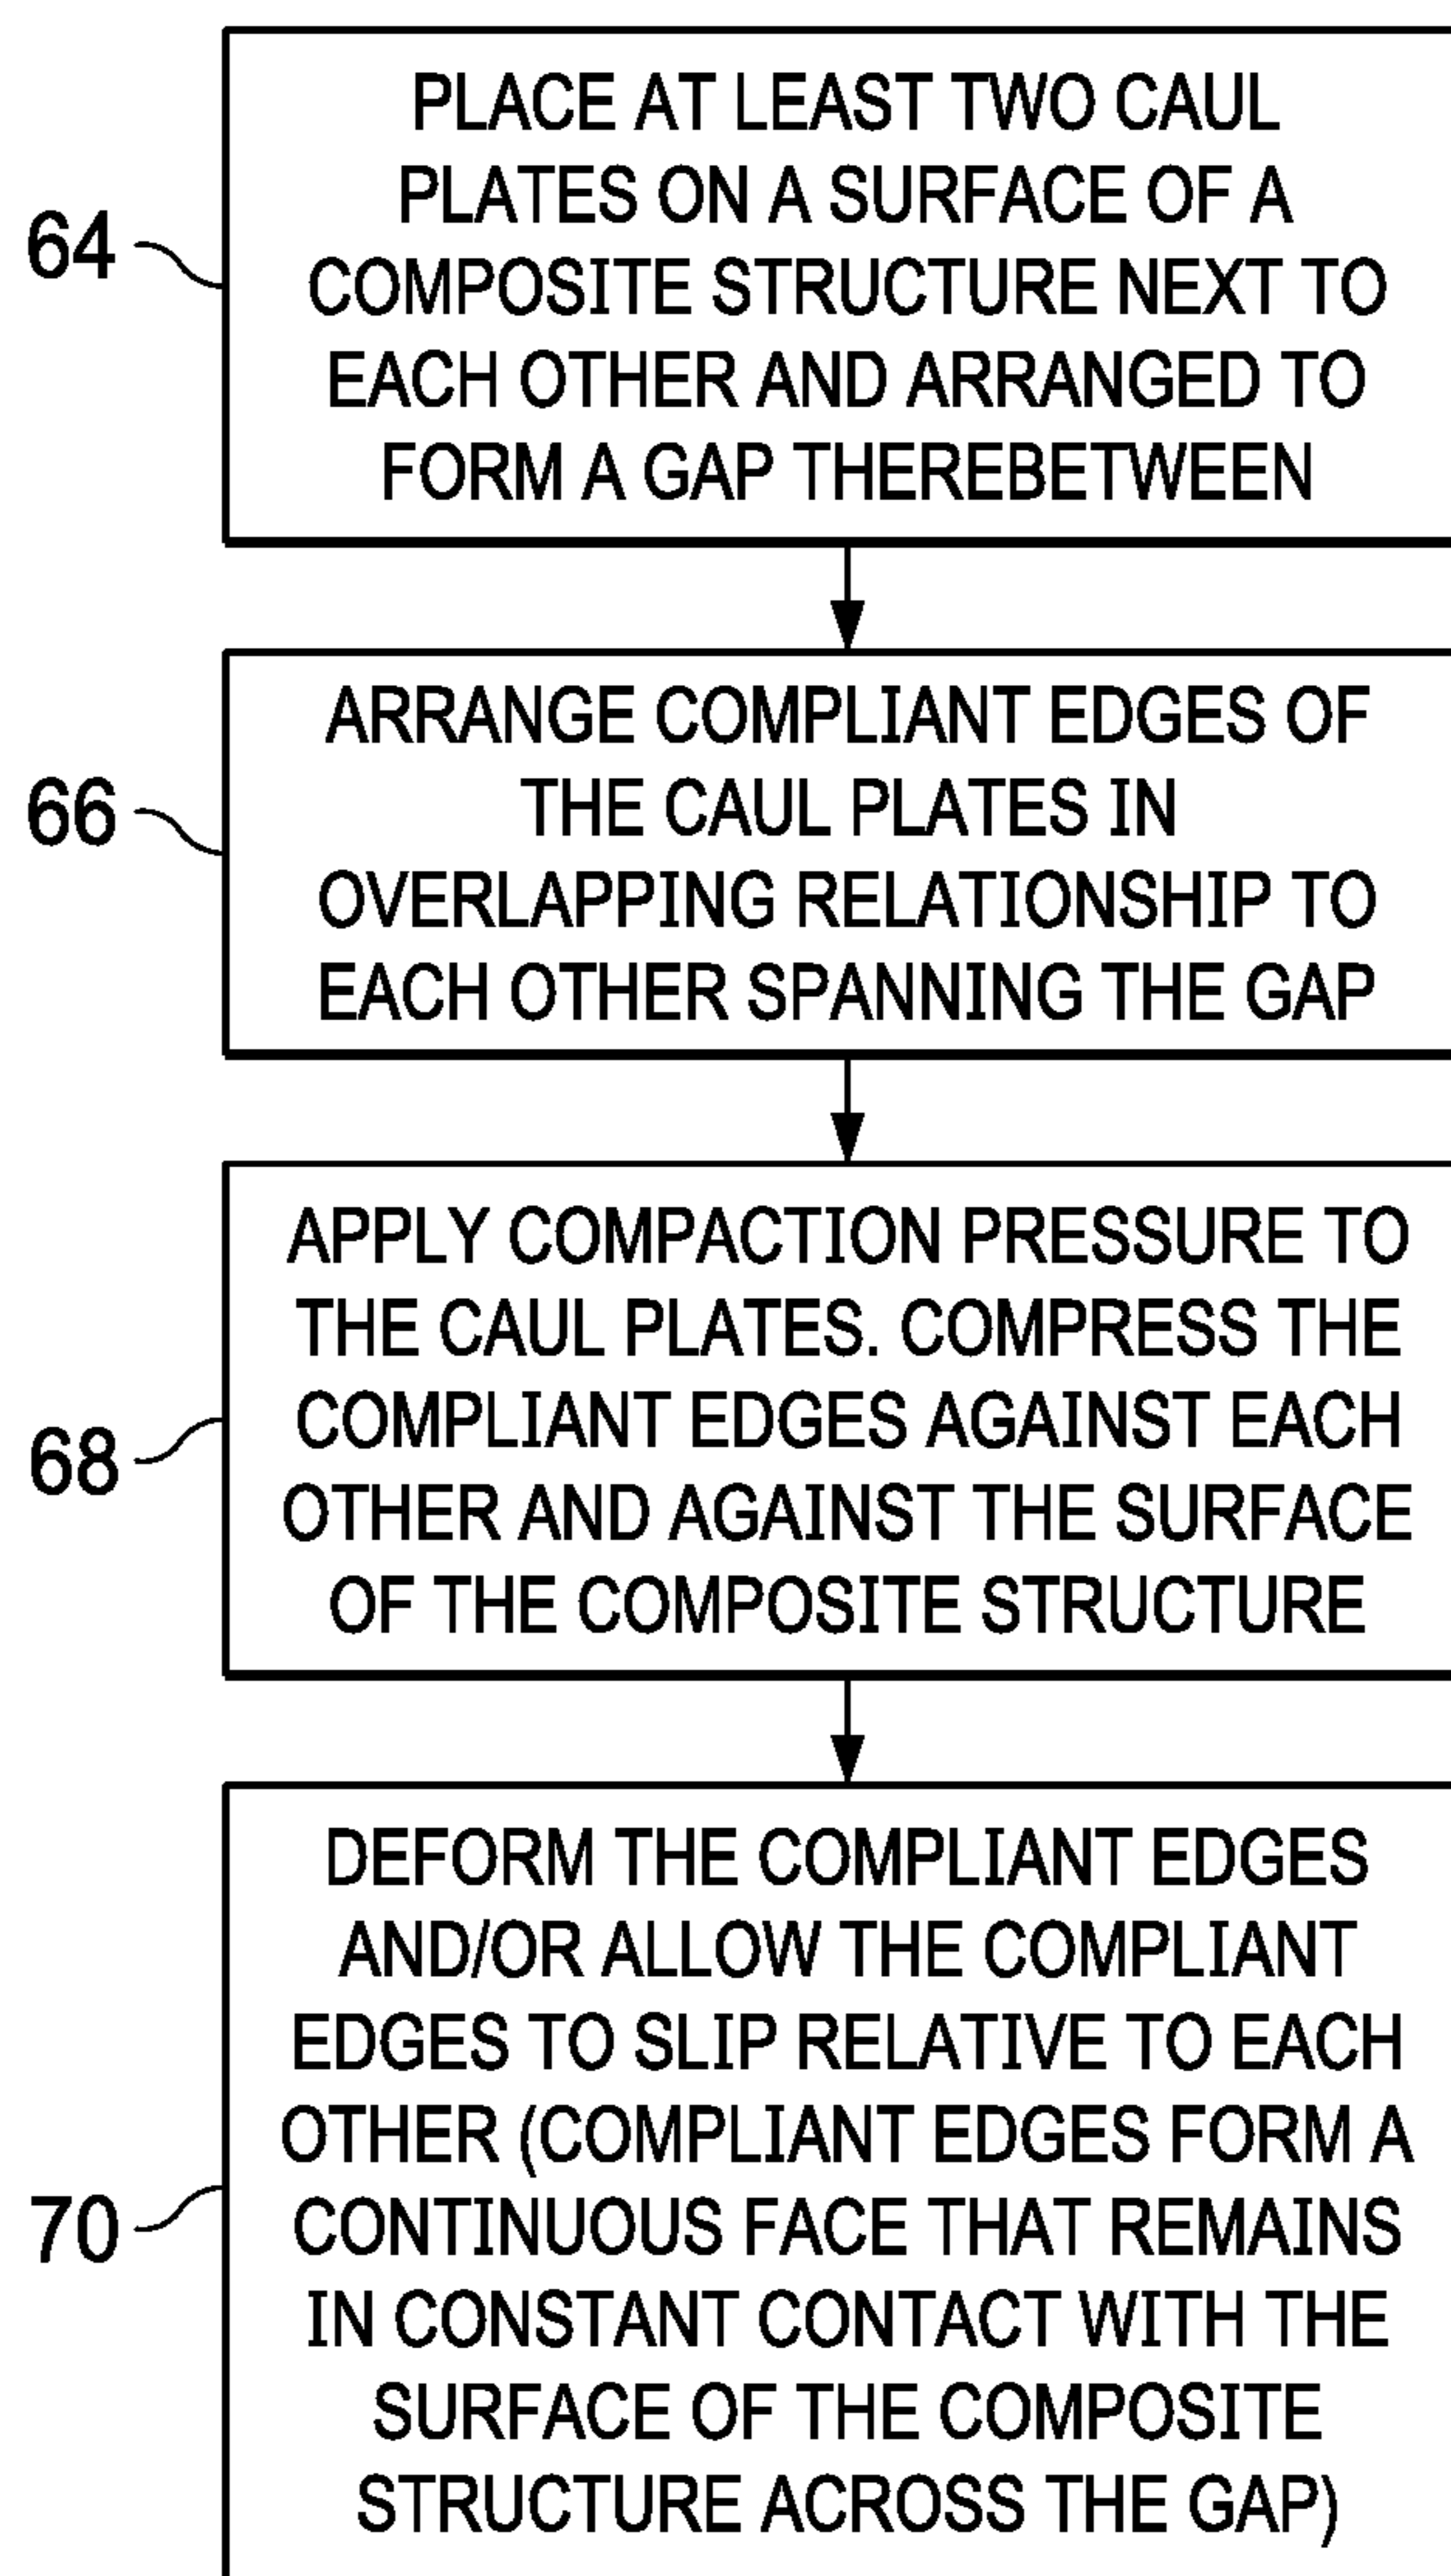 PLACE AT LEAST TWO CAUL
PLATES ON A SURFACE OF A
64
COMPOSITE STRUCTURE NEXT TO
EACH OTHER AND ARRANGED TO
FORM A GAP THEREBETWEEN
ARRANGE COMPLIANT EDGES OF
66
THE CAUL PLATES IN
OVERLAPPING RELATIONSHIP TO
EACH OTHER SPANNING THE GAP
APPLY COMPACTION PRESSURE TO
THE CAUL PLATES. COMPRESS THE
COMPLIANT EDGES AGAINST EACH
68
OTHER AND AGAINST THE SURFACE
OF THE COMPOSITE STRUCTURE
DEFORM THE COMPLIANT EDGES
AND/OR ALLOW THE COMPLIANT
EDGES TO SLIP RELATIVE TO EACH
OTHER (COMPLIANT EDGES FORM A
70
CONTINUOUS FACE THAT REMAINS
IN CONSTANT CONTACT WITH THE
SURFACE OF THE COMPOSITE
STRUCTURE ACROSS THE GAP)